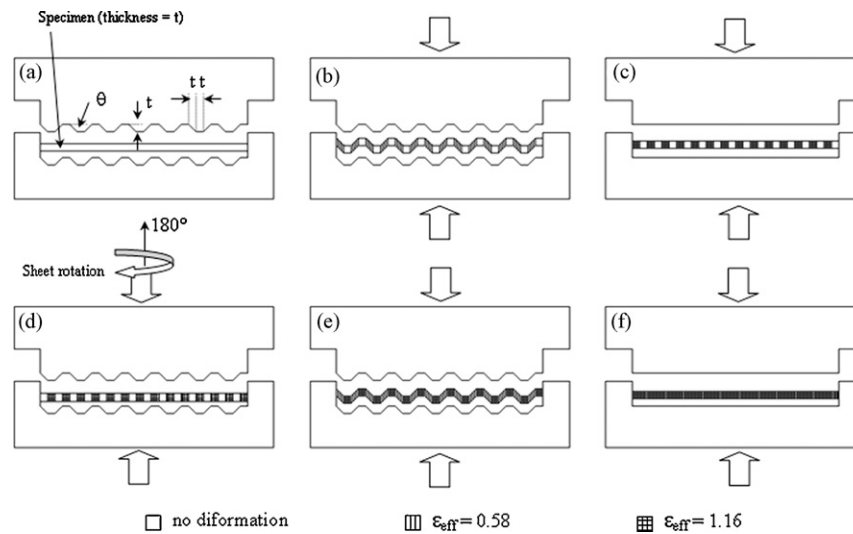 Specimen (thickness = t)
(a)
θ
t
t t
(b)
(c)
180°
Sheet rotation
(d)
(e)
(f)
no diformation
εeff = 0.58
εeff = 1.16